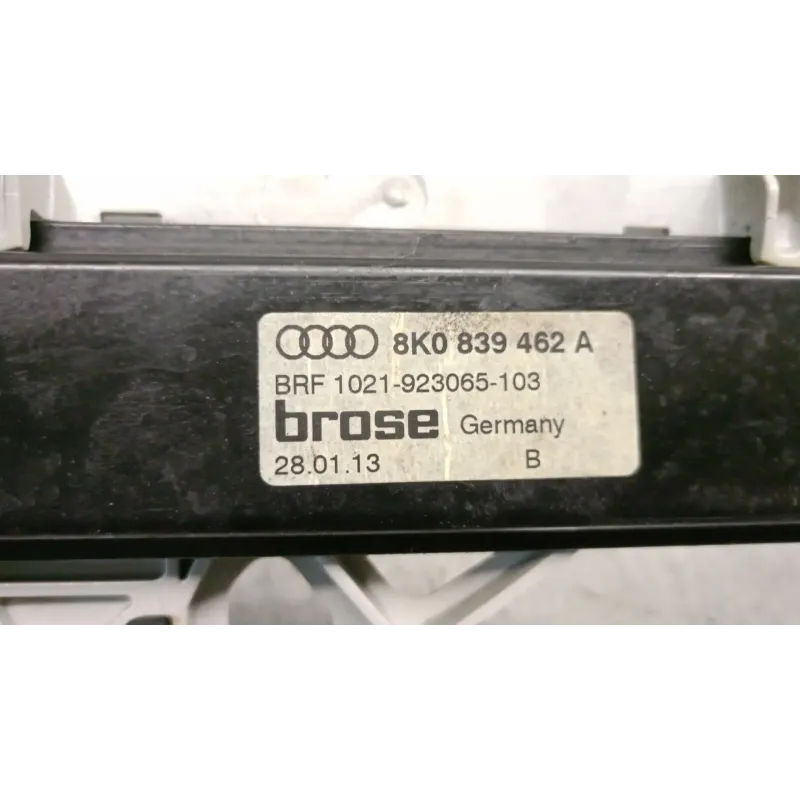 8K0 839 462 A
BRF 1021-923065-103
brose Germany
28.01.13 B